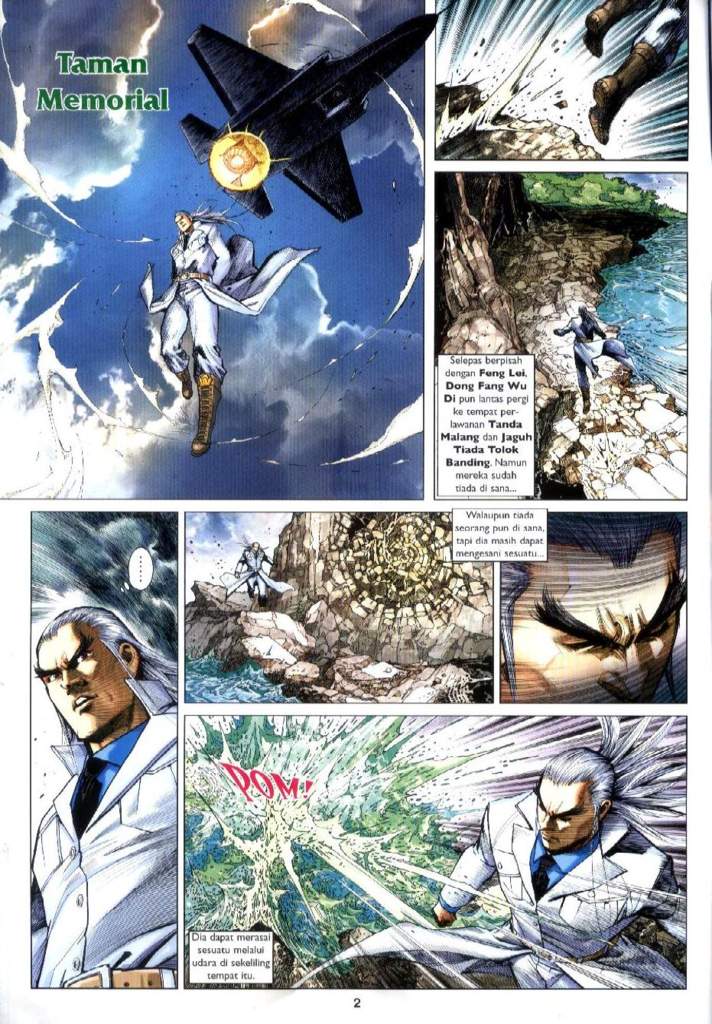 Taman
Memorial
Selepas berpisah
dengan Feng Lei,
Dong Fang Wu
Di pun lantas pergi
ke tempat per-
lawanan Tanda
Malang dan Jaguh
Tiada Tolok
Banding. Namun
mereka sudah
tiada di sana...
......
Walaupun tiada
seorang pun di sana,
tapi dia masih dapat
mengesani sesuatu...
POM!
Dia dapat merasai
sesuatu melalui
udara di sekeliling
tempat itu.
2